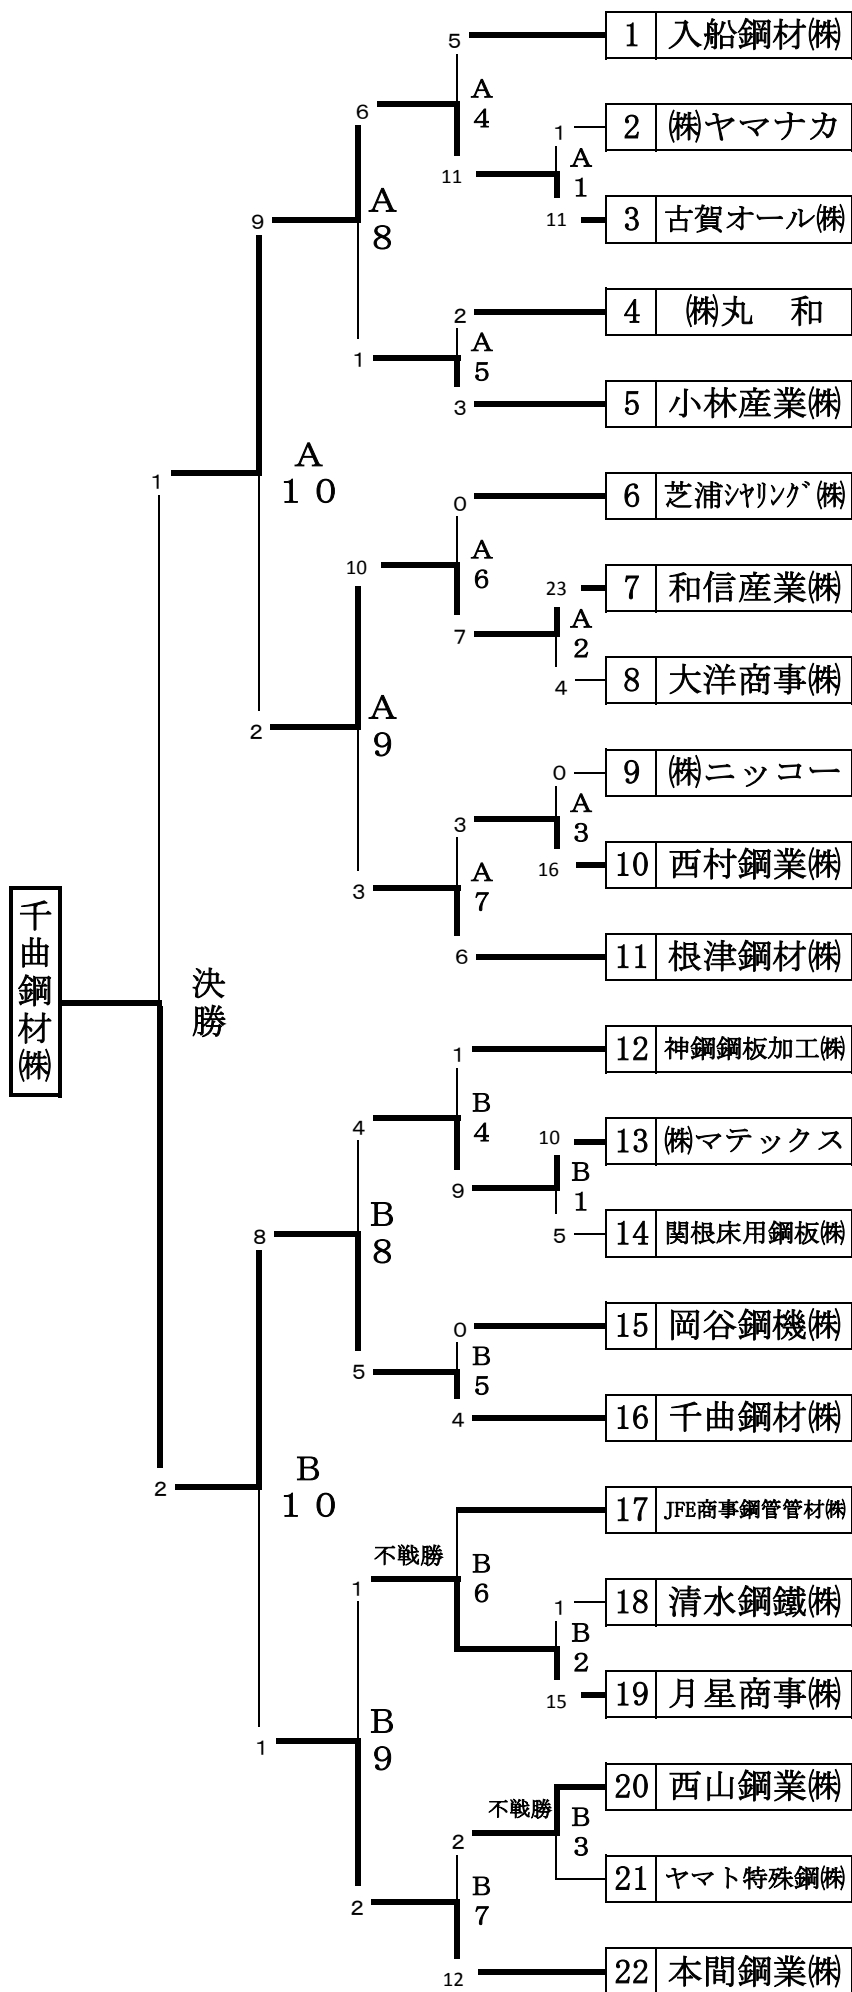 5
1 入船鋼材㈱
A
4
6
1
2 ㈱ヤマナカ
A
1
11
A
8
9
11
3 古賀オール㈱
2
4 ㈱丸　和
A
5
1
3
5 小林産業㈱
A
10
1
0
6 芝浦ｼﾔﾘﾝｸﾞ㈱
A
6
10
23
7 和信産業㈱
A
2
7
4
8 大洋商事㈱
A
9
2
0
9 ㈱ニッコー
A
3
3
16
10 西村鋼業㈱
A
7
3
6
11 根津鋼材㈱
千曲鋼材㈱
決勝
1
12 神鋼鋼板加工㈱
B
4
4
10
13 ㈱マテックス
B
1
9
5
14 関根床用鋼板㈱
B
8
8
0
15 岡谷鋼機㈱
B
5
5
4
16 千曲鋼材㈱
B
10
2
17 JFE商事鋼管管材㈱
不戦勝
B
6
1
1
18 清水鋼鐵㈱
B
2
15
19 月星商事㈱
B
9
1
20 西山鋼業㈱
不戦勝
B
3
2
21 ヤマト特殊鋼㈱
B
7
2
12
22 本間鋼業㈱